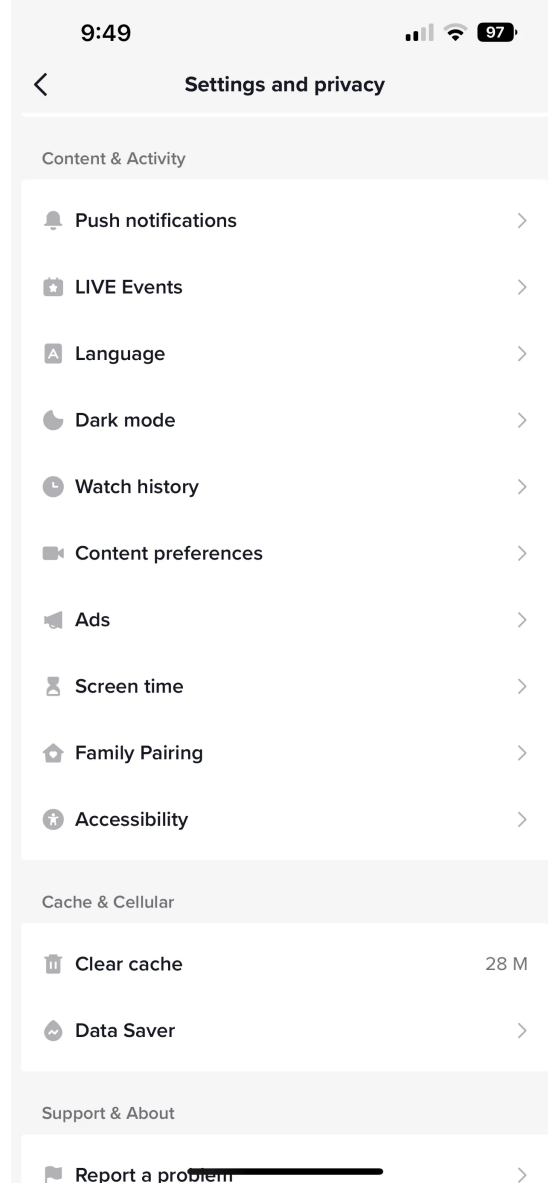 9:49
97
Settings and privacy
Content & Activity
Push notifications
LIVE Events
Language
Dark mode
Watch history
Content preferences
Ads
Screen time
Family Pairing
Accessibility
Cache & Cellular
Clear cache
28 M
Data Saver
Support & About
Report a problem